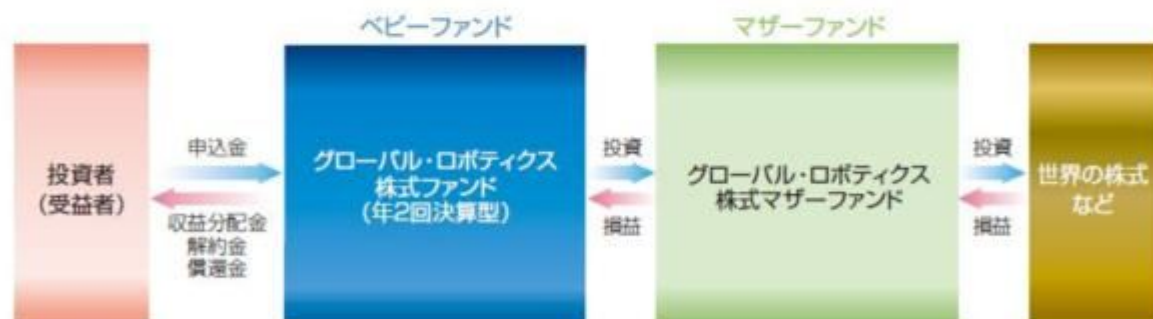 ベビーファンド
マザーファンド
投資者
(受益者)
申込金
収益分配金
解約金
償還金
グローバル・ロボティクス
株式ファンド
(年2回決算型)
投資
損益
グローバル・ロボティクス
株式マザーファンド
投資
損益
世界の株式
など